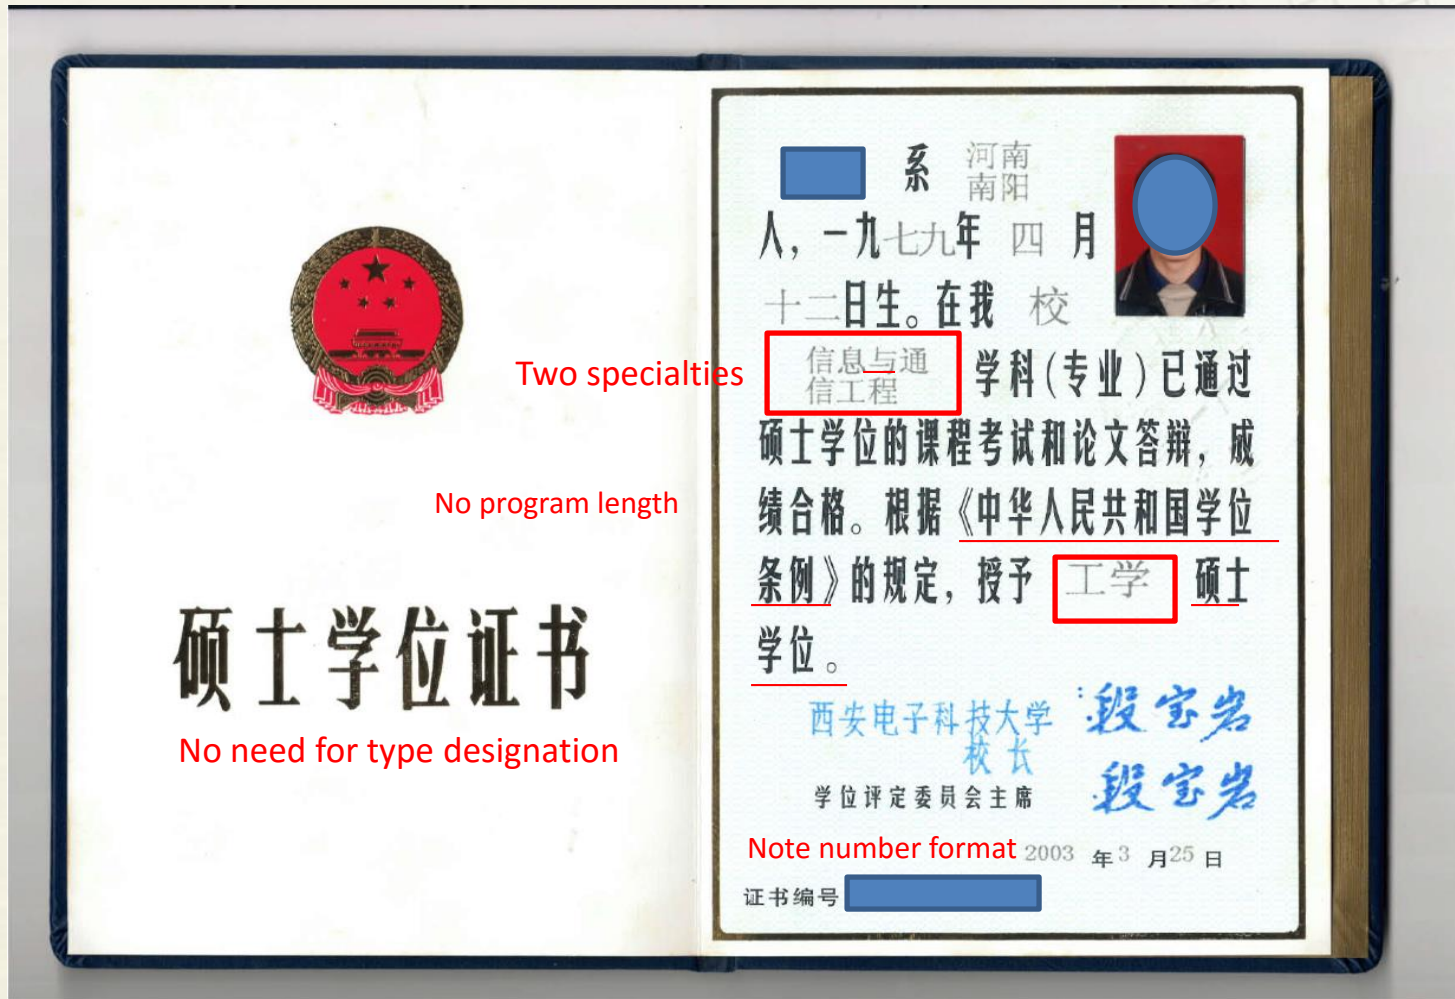 硕士学位证书
No need for type designation
Two specialties
No program length
系 河南
南阳
人，一九七九年 四 月
十二日生。在我 校
信息与通
信工程 学科(专业)已通过
硕士学位的课程考试和论文答辩，成
绩合格。根据《中华人民共和国学位
条例》的规定，授予 工学 硕士
学位。
西安电子科技大学
校长
段宝岩
学位评定委员会主席 段宝岩
Note number format 2003 年3 月25 日
证书编号